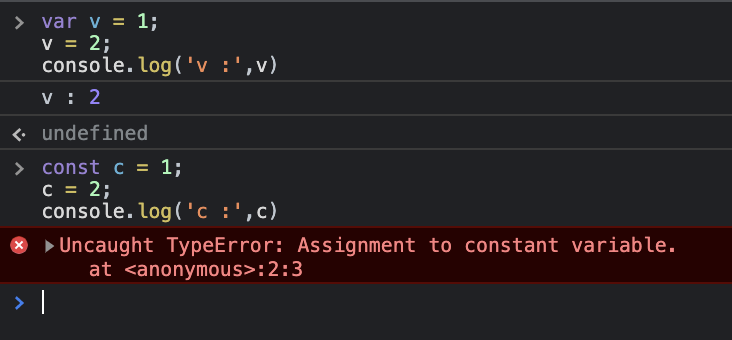 var v = 1;
v = 2;
console.log('v :',v)
v : 2
undefined
const c = 1;
c = 2;
console.log('c :',c)
Uncaught TypeError: Assignment to constant variable.
at <anonymous>:2:3